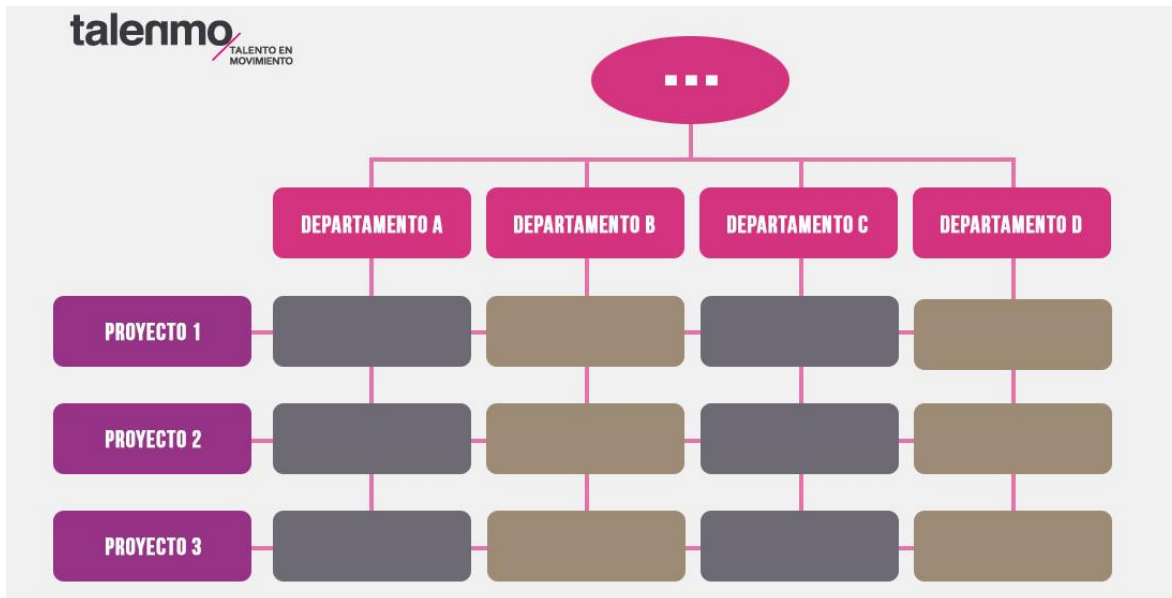 talenmo
TALENTO EN
MOVIMIENTO
...
DEPARTAMENTO A
DEPARTAMENTO B
DEPARTAMENTO C
DEPARTAMENTO D
PROYECTO 1
PROYECTO 2
PROYECTO 3